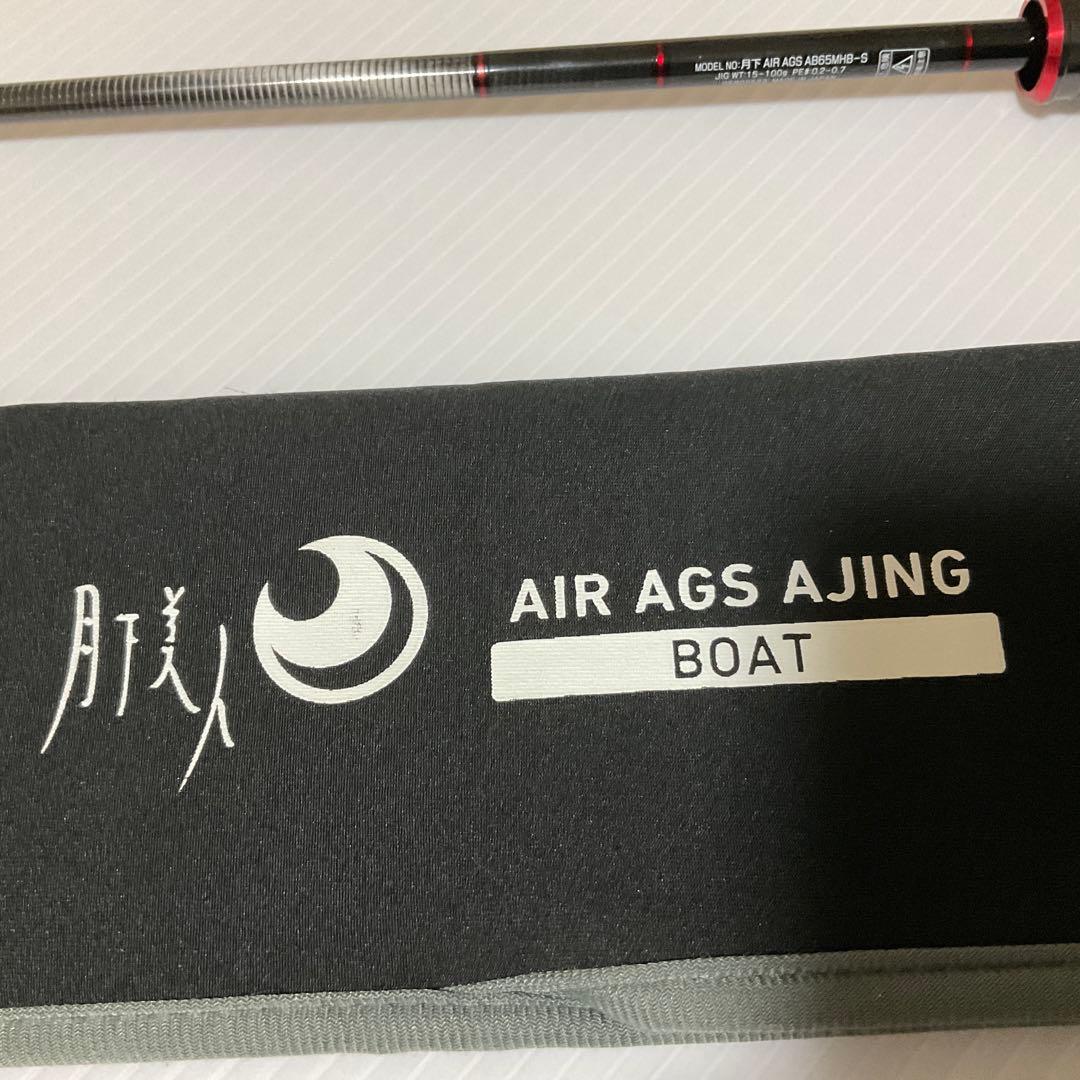 MODEL NO:月下 AIR AGS AB65MHB-S
JIG WT:15-100g PE# 0.2-0.7
月下美人
AIR AGS AJING
BOAT